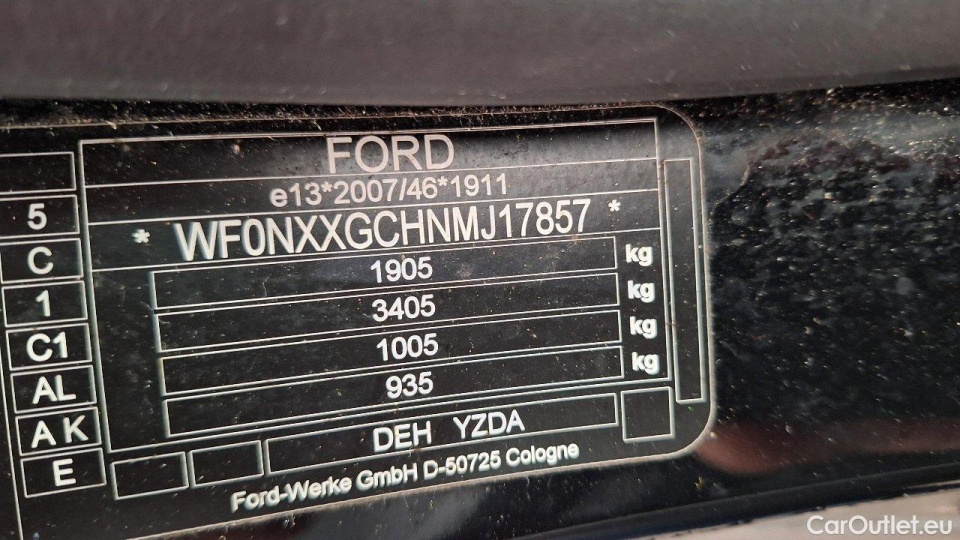 FORD
e13*2007/46*1911
* WF0NXXGCHNMJ17857 *
1905 kg
3405 kg
1005 kg
935 kg
5
C
1
C1
AL
AK
E
DEH YZDA
Ford-Werke GmbH D-50725 Cologne
CarOutlet.eu